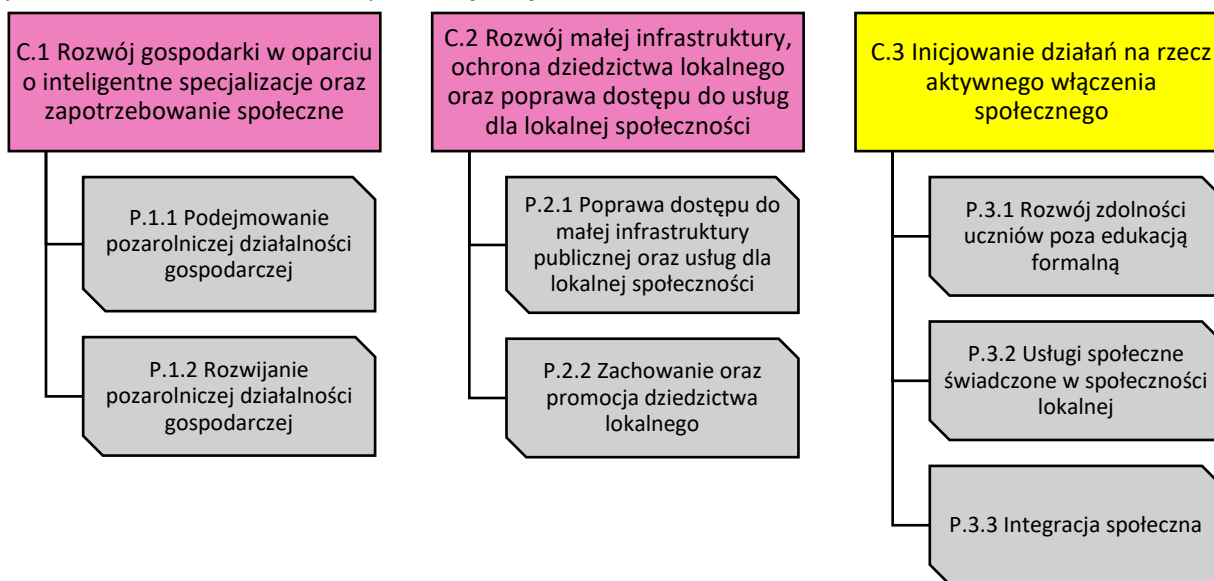 C.1 Rozwój gospodarki w oparciu
o inteligentne specjalizacje oraz
zapotrzebowanie społeczne
P.1.1 Podejmowanie
pozarolniczej działalności
gospodarczej
P.1.2 Rozwijanie
pozarolniczej działalności
gospodarczej
C.2 Rozwój małej infrastruktury,
ochrona dziedzictwa lokalnego
oraz poprawa dostępu do usług
dla lokalnej społeczności
P.2.1 Poprawa dostępu do
małej infrastruktury
publicznej oraz usług dla
lokalnej społeczności
P.2.2 Zachowanie oraz
promocja dziedzictwa
lokalnego
C.3 Inicjowanie działań na rzecz
aktywnego włączenia
społecznego
P.3.1 Rozwój zdolności
uczniów poza edukacją
formalną
P.3.2 Usługi społeczne
świadczone w społeczności
lokalnej
P.3.3 Integracja społeczna